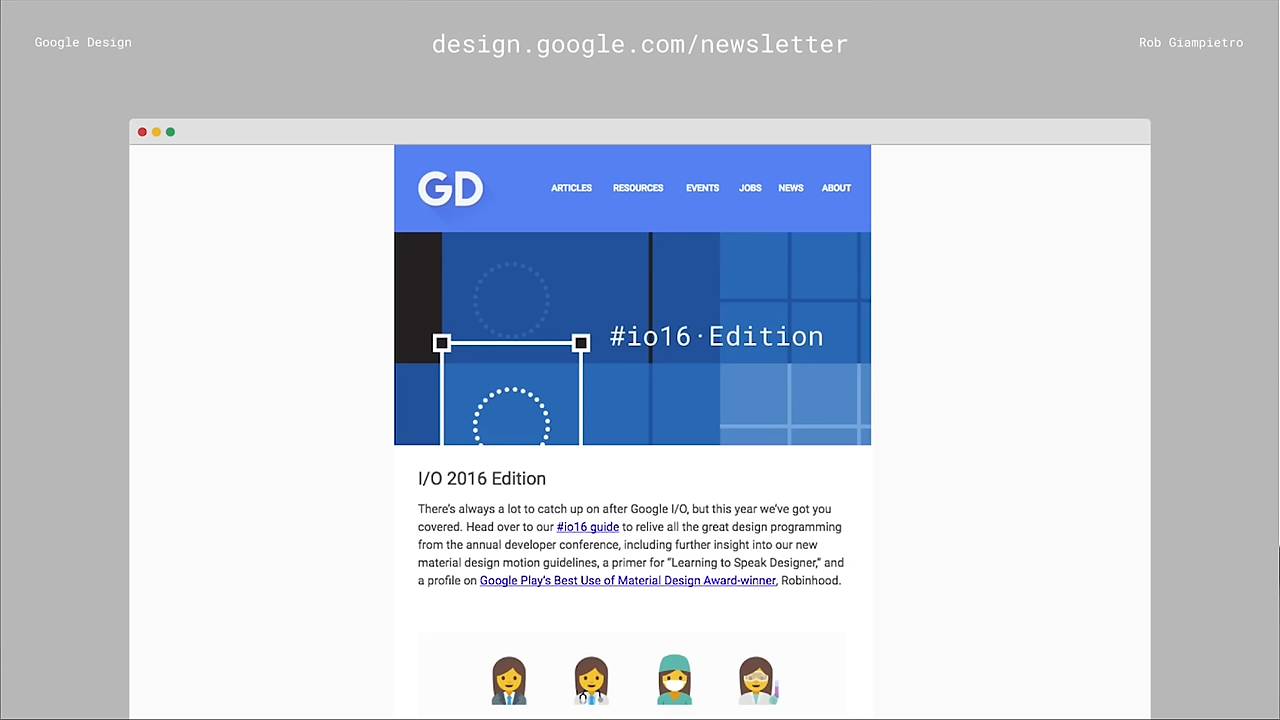 Google Design
design.google.com/newsletter
Rob Giampietro
GD
ARTICLES RESOURCES EVENTS JOBS NEWS ABOUT
#io16·Edition
I/O 2016 Edition
There's always a lot to catch up on after Google I/O, but this year we've got you
covered. Head over to our #io16 guide to relive all the great design programming
from the annual developer conference, including further insight into our new
material design motion guidelines, a primer for "Learning to Speak Designer," and
a profile on Google Play's Best Use of Material Design Award-winner, Robinhood.